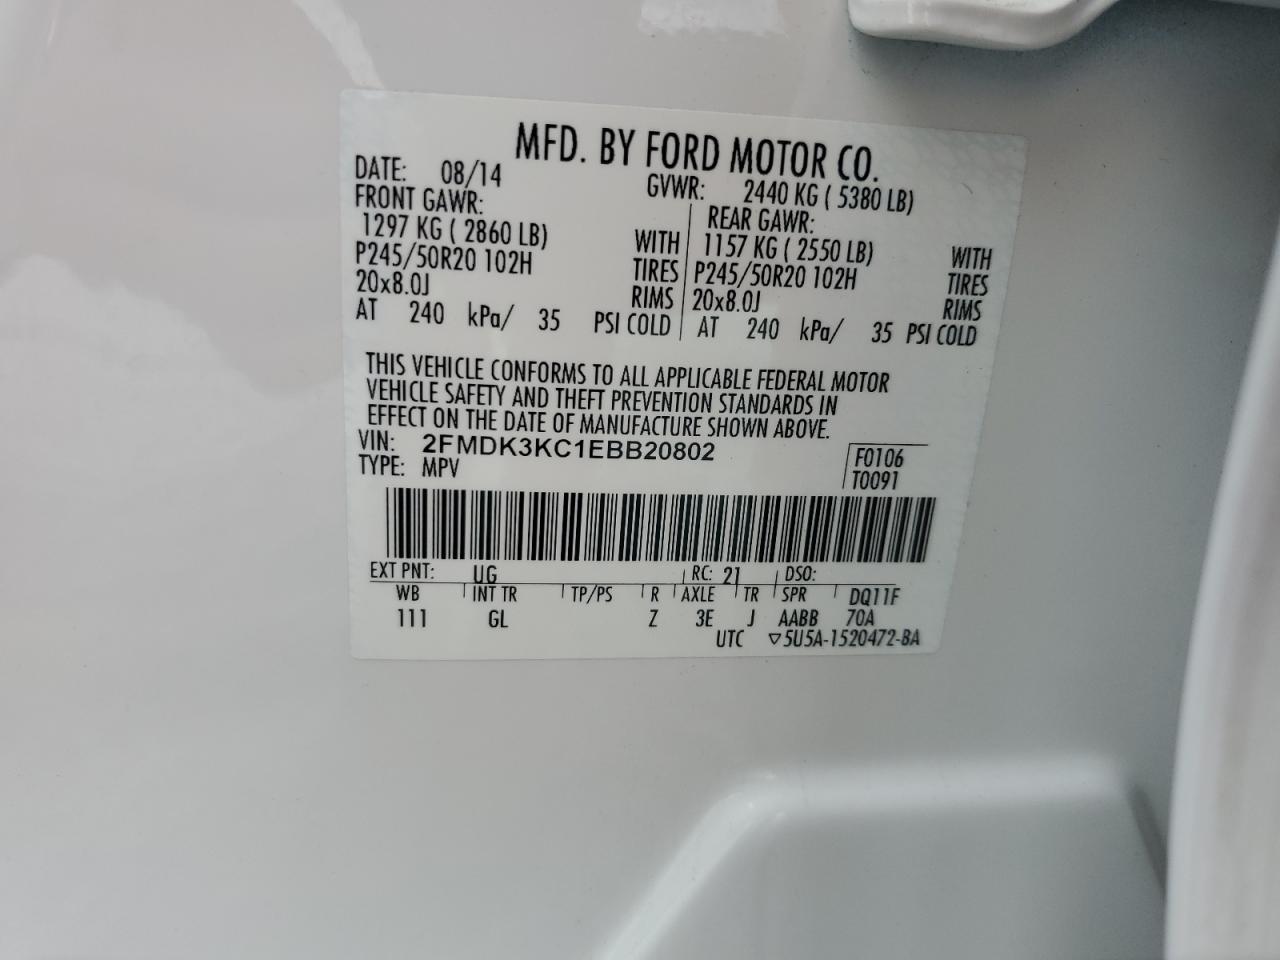 MFD. BY FORD MOTOR CO.
DATE: 08/14 GVWR: 2440 KG ( 5380 LB)
FRONT GAWR: REAR GAWR:
1297 KG ( 2860 LB) WITH 1157 KG ( 2550 LB) WITH
P245/50R20 102H TIRES P245/50R20 102H TIRES
20x8.0J RIMS 20x8.0J RIMS
AT 240 kPa/ 35 PSI COLD AT 240 kPa/ 35 PSI COLD
THIS VEHICLE CONFORMS TO ALL APPLICABLE FEDERAL MOTOR
VEHICLE SAFETY AND THEFT PREVENTION STANDARDS IN
EFFECT ON THE DATE OF MANUFACTURE SHOWN ABOVE.
VIN: 2FMDK3KC1EBB20802 F0106
TYPE: MPV T0091
EXT PNT: UG RC: 21 DSO:
WB INT TR TP/PS R AXLE TR SPR DQ11F
111 GL Z 3E J AABB 70A
UTC ▽5U5A-1520472-BA